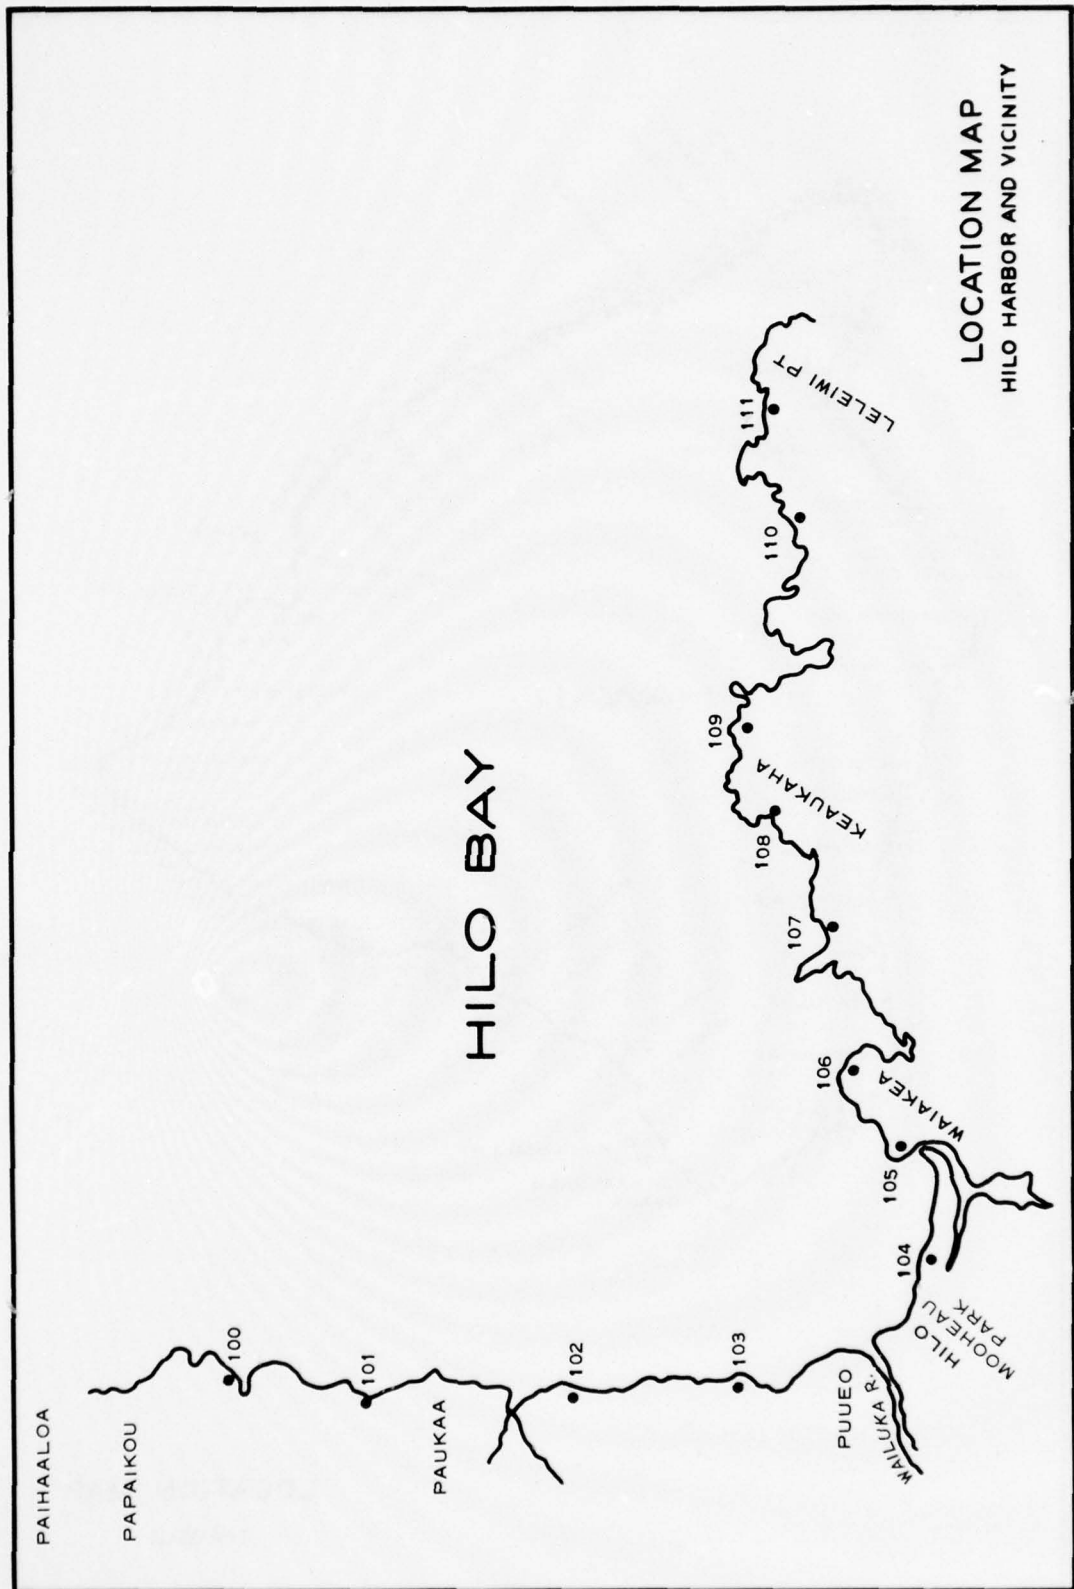 PAIHAALOA
PAPAIKOU
100
101
PAUKAA
102
HILO BAY
103
PUUEO
WAILUKA R.
HILO
MOOHEAU
PARK
104
105
WAIAKEA
106
107
108
KEAUKAHA
109
110
111
LELEIWI PT
LOCATION MAP
HILO HARBOR AND VICINITY